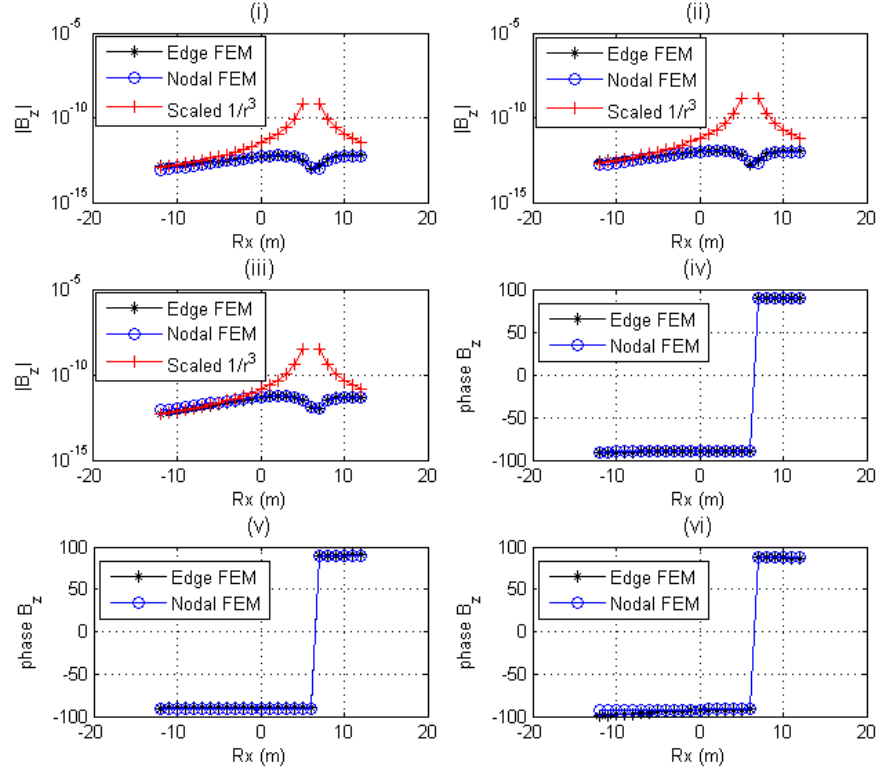 (i)
10^-5
10^-10
10^-15
|B_z|
Edge FEM
Nodal FEM
Scaled 1/r^3
-20 -10 0 10 20
Rx (m)
(ii)
10^-5
10^-10
10^-15
|B_z|
Edge FEM
Nodal FEM
Scaled 1/r^3
-20 -10 0 10 20
Rx (m)
(iii)
10^-5
10^-10
10^-15
|B_z|
Edge FEM
Nodal FEM
Scaled 1/r^3
-20 -10 0 10 20
Rx (m)
(iv)
100
50
0
-50
-100
phase B_z
Edge FEM
Nodal FEM
-20 -10 0 10 20
Rx (m)
(v)
100
50
0
-50
-100
phase B_z
Edge FEM
Nodal FEM
-20 -10 0 10 20
Rx (m)
(vi)
100
50
0
-50
-100
phase B_z
Edge FEM
Nodal FEM
-20 -10 0 10 20
Rx (m)